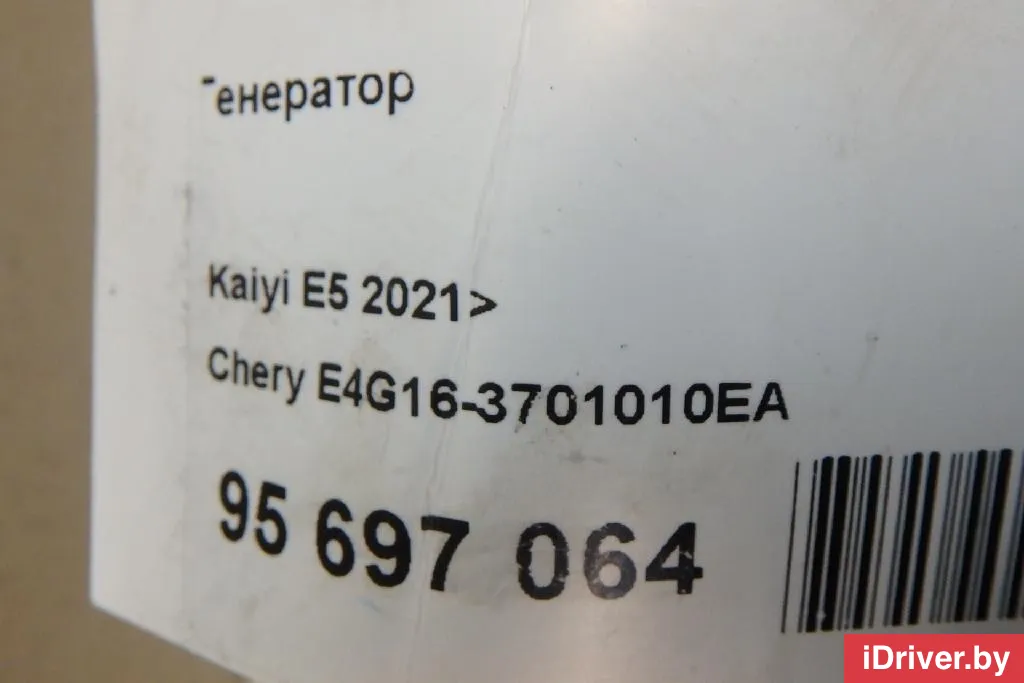 Генератор
Kaiyi E5 2021>
Chery E4G16-3701010EA
95 697 064
iDriver.by